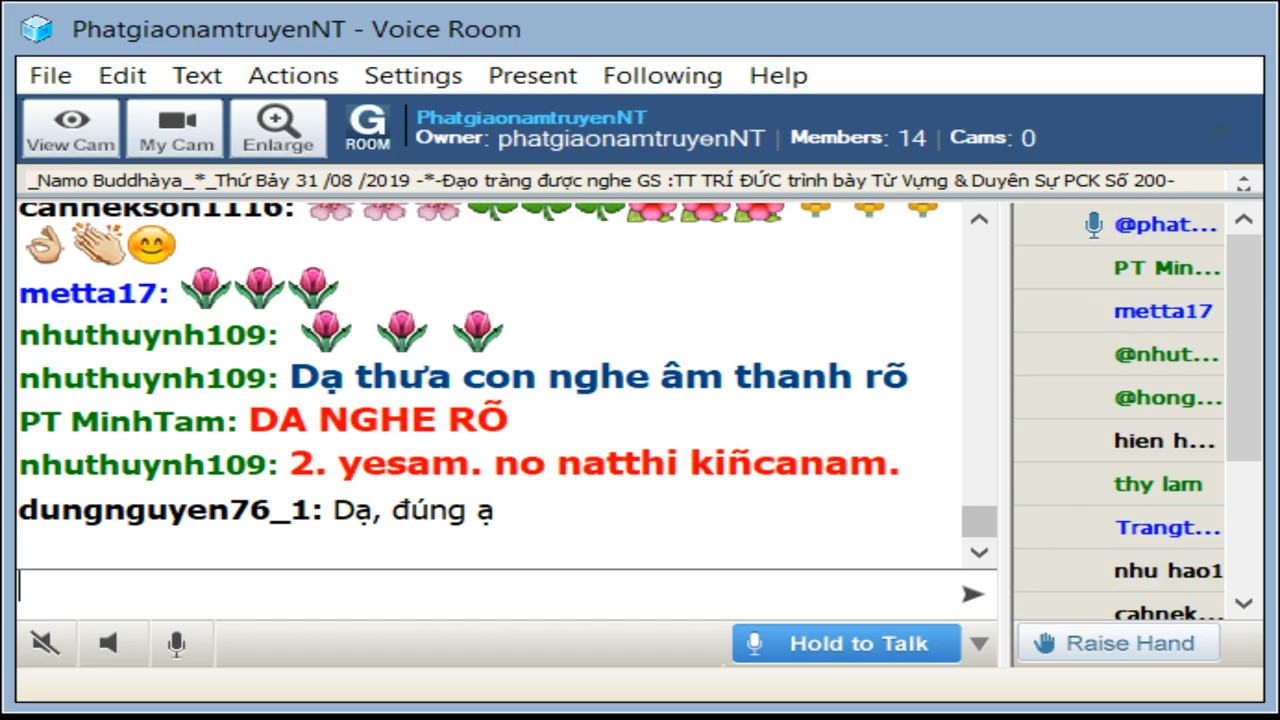 PhatgiaonamtruyenNT - Voice Room
File Edit Text Actions Settings Present Following Help
View Cam My Cam Enlarge G ROOM
PhatgiaonamtruyenNT
Owner: phatgiaonamtruyenNT | Members: 14 | Cams: 0
_Namo Buddhàya_*_Thứ Bảy 31 /08 /2019 -*-Đạo tràng được nghe GS :TT TRÍ ĐỨC trình bày Từ Vựng & Duyên Sự PCK Số 200-
cahnekson1116:
metta17:
nhuthuynh109:
nhuthuynh109: Dạ thưa con nghe âm thanh rõ
PT MinhTam: DA NGHE RÕ
nhuthuynh109: 2. yesam. no natthi kiñcanam.
dungnguyen76_1: Dạ, đúng ạ
Hold to Talk
@phat...
PT Min...
metta17
@nhut...
@hong...
hien h...
thy lam
Trangt...
nhu hao1
cahnek...
Raise Hand